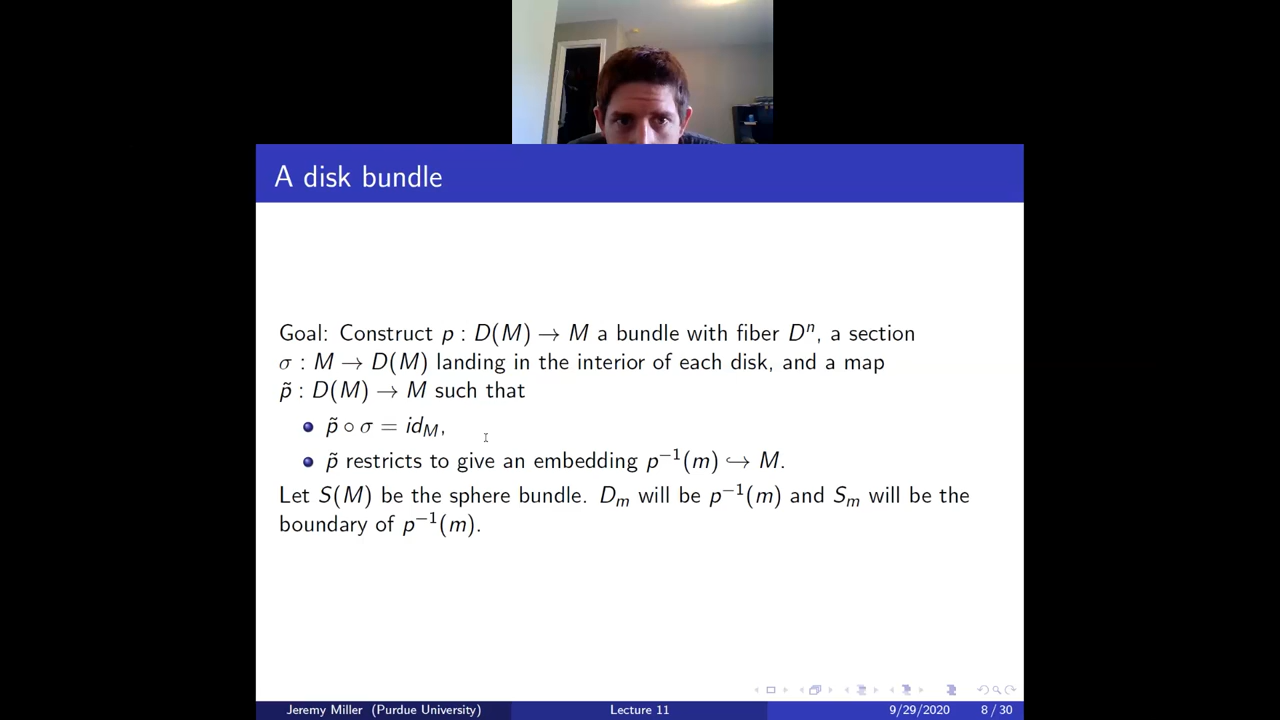 A disk bundle
Goal: Construct p : D(M) → M a bundle with fiber Dⁿ, a section
σ : M → D(M) landing in the interior of each disk, and a map
p̃ : D(M) → M such that
p̃ ∘ σ = id_M,
p̃ restricts to give an embedding p⁻¹(m) ↪ M.
Let S(M) be the sphere bundle. D_m will be p⁻¹(m) and S_m will be the
boundary of p⁻¹(m).
Jeremy Miller (Purdue University) Lecture 11 9/29/2020 8 / 30